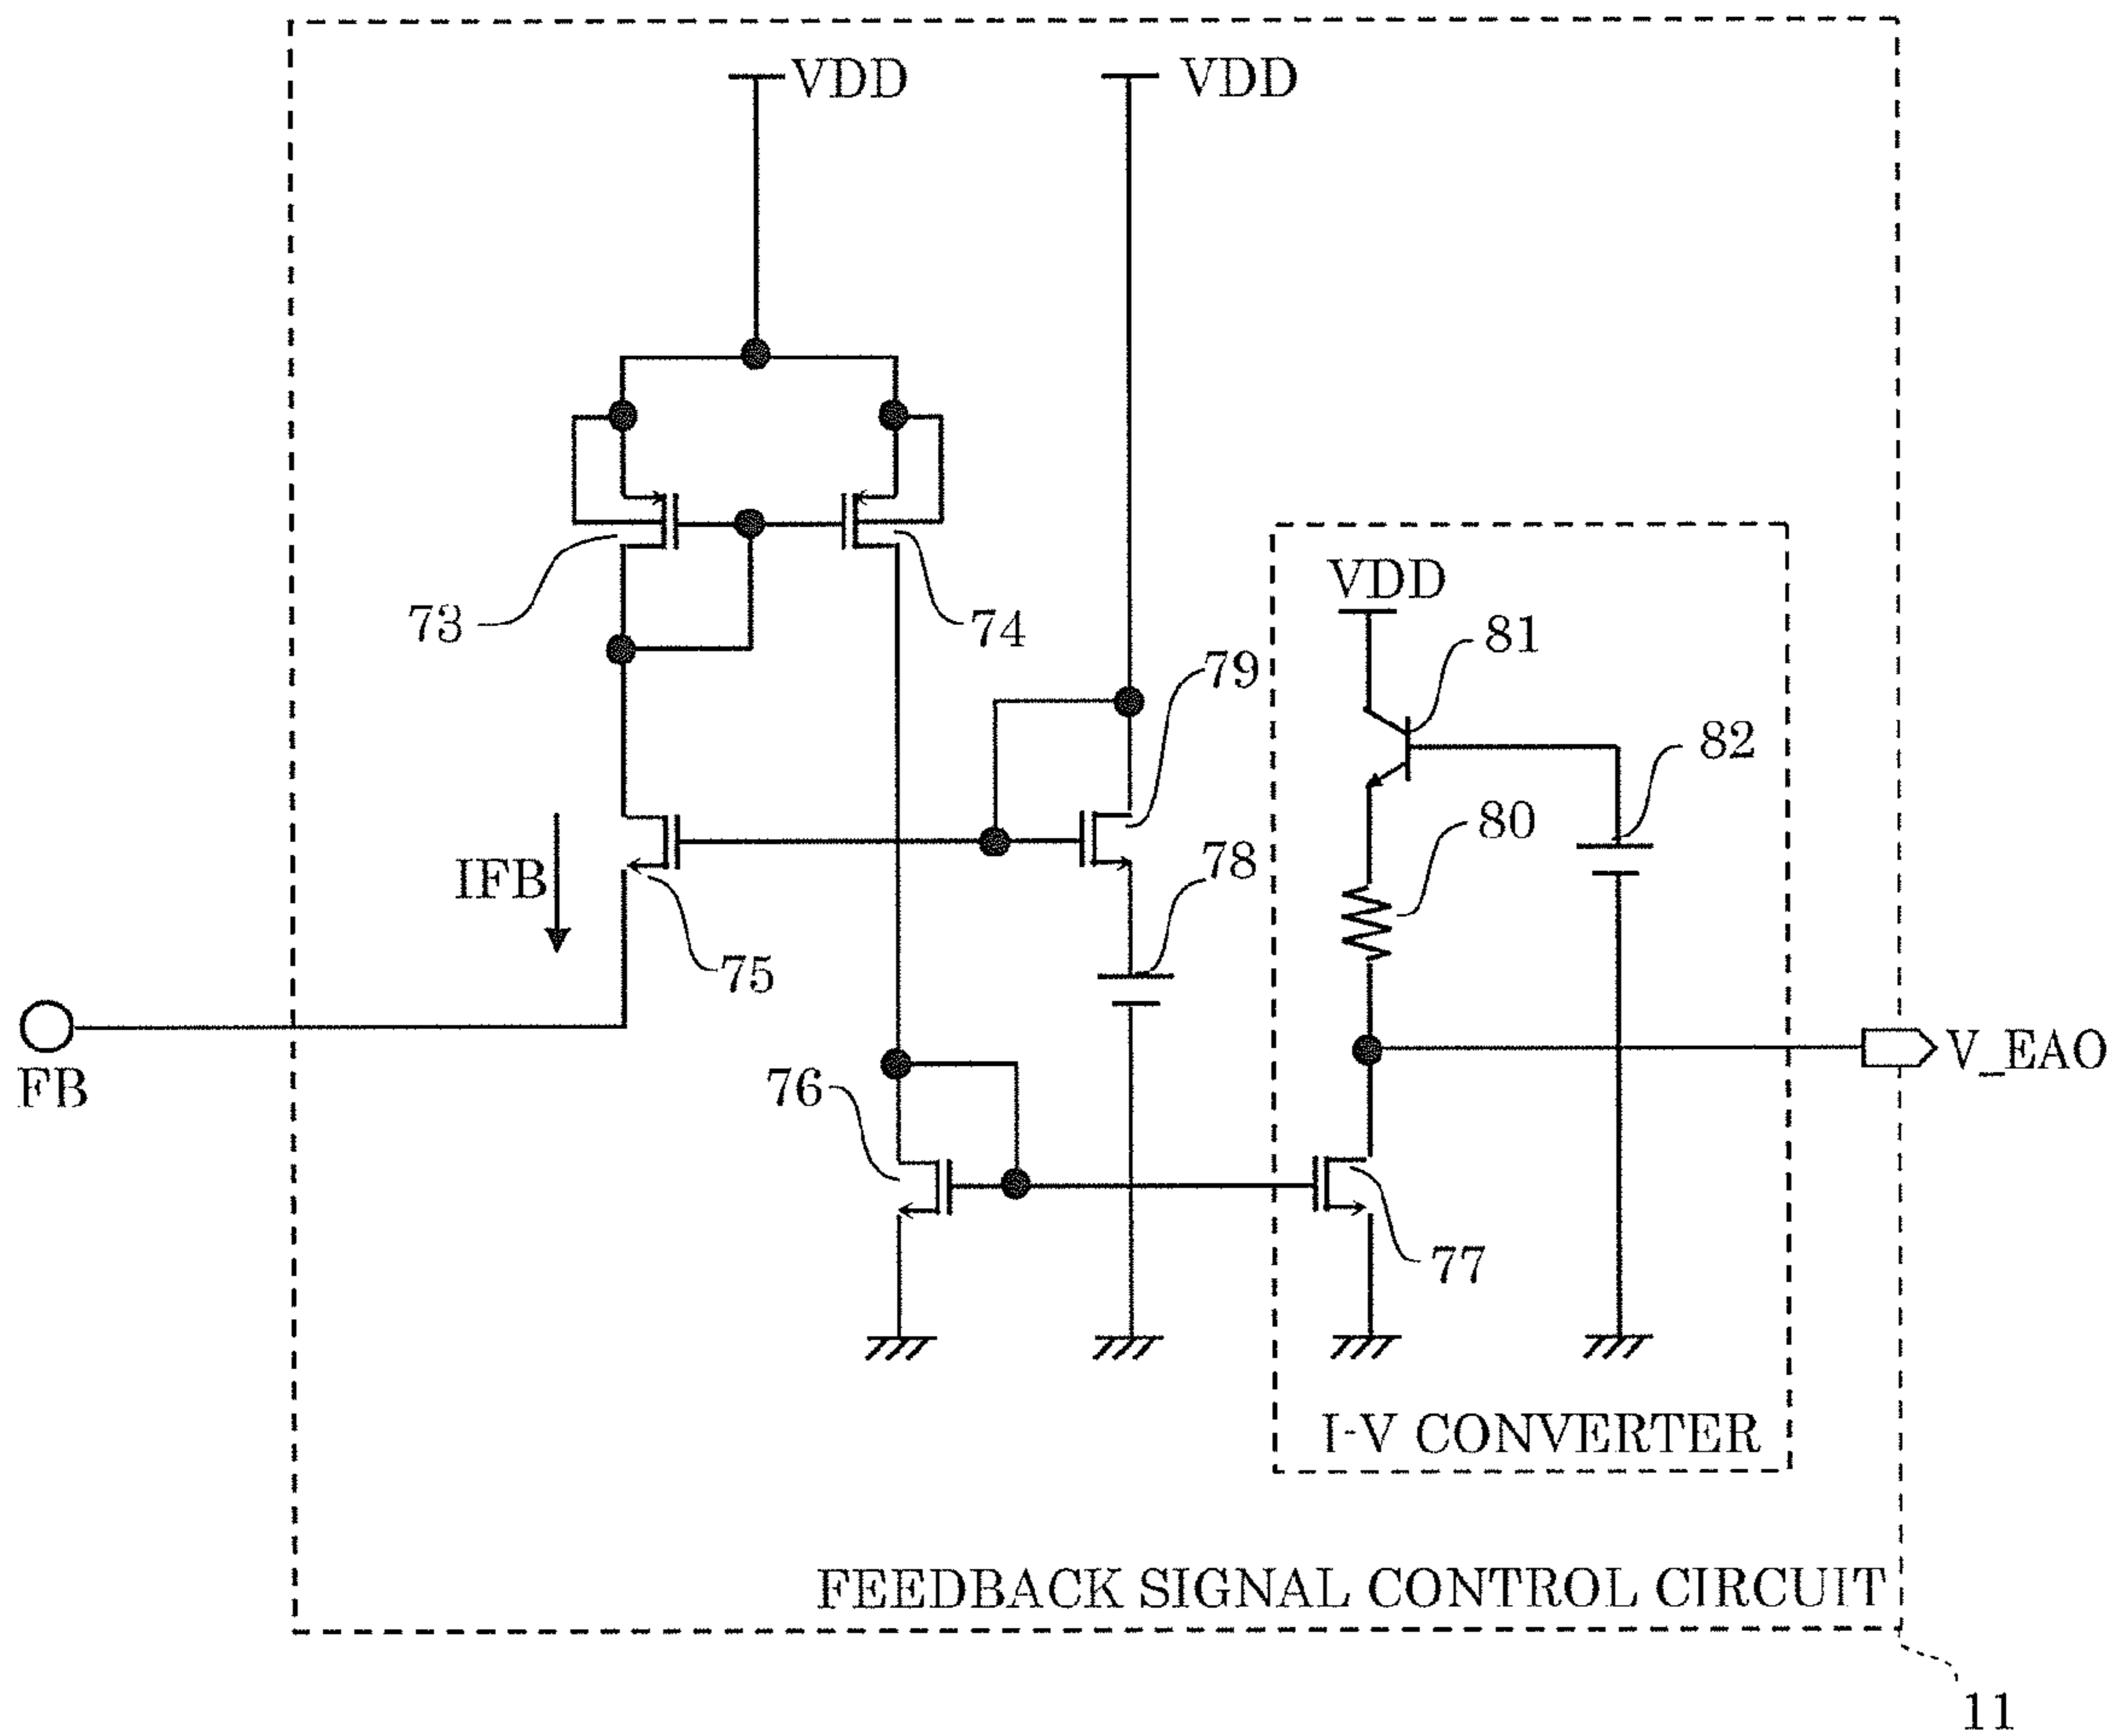 VDD
VDD
73
74
VDD
81
79
82
80
78
IFB
75
FB
V_EAO
76
77
I-V CONVERTER
FEEDBACK SIGNAL CONTROL CIRCUIT
11